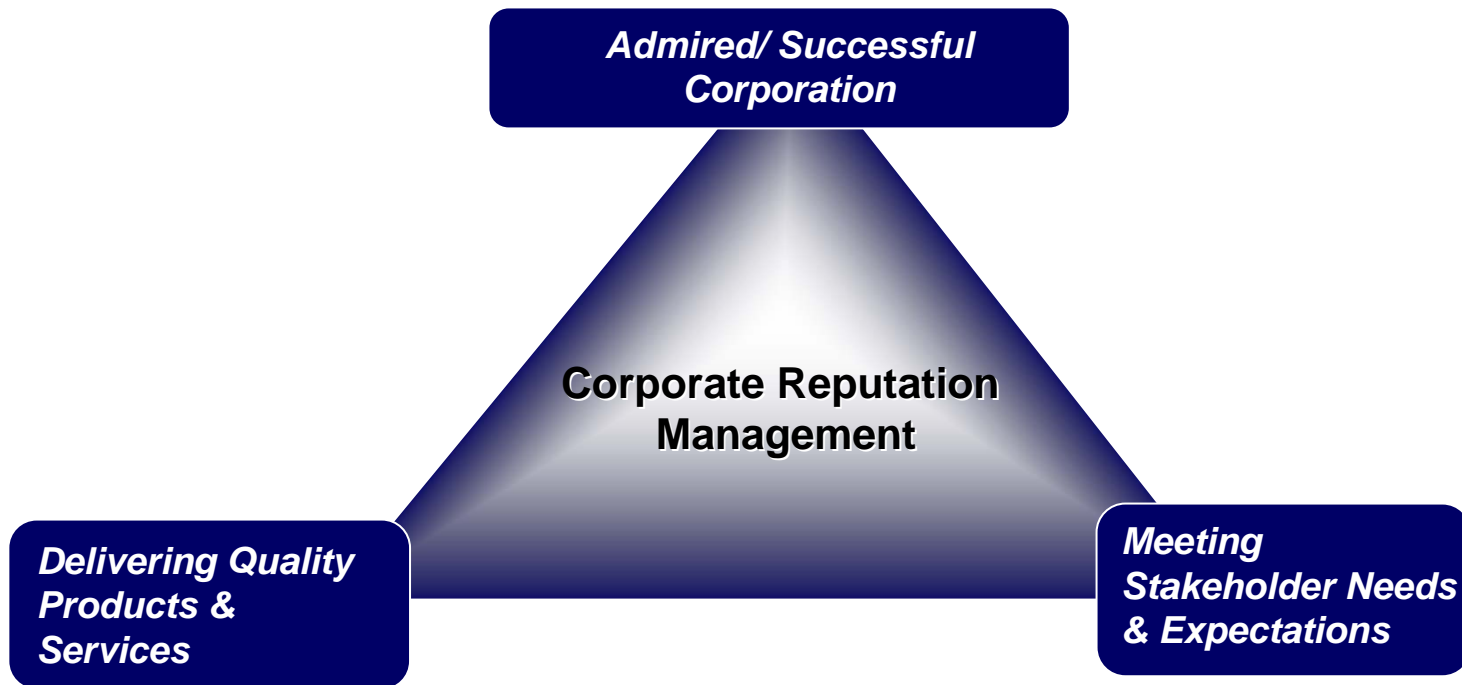 Admired/ Successful
Corporation
Corporate Reputation
Management
Delivering Quality
Products &
Services
Meeting
Stakeholder Needs
& Expectations